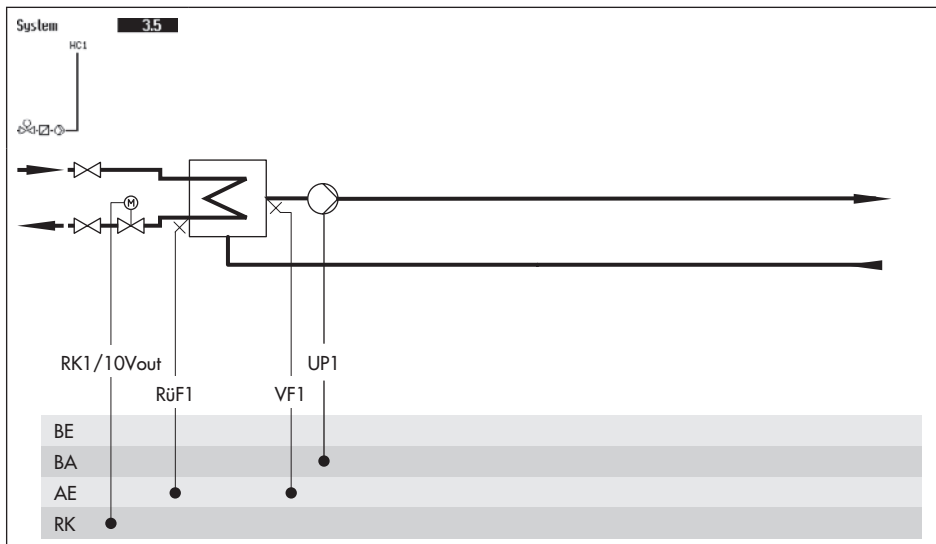 System 3.5
HC1
M
RK1/10Vout
UP1
RüF1
VF1
BE
BA
AE
RK